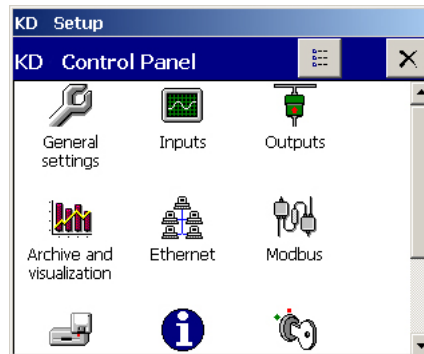 KD Setup
KD Control Panel
General settings
Inputs
Outputs
Archive and visualization
Ethernet
Modbus